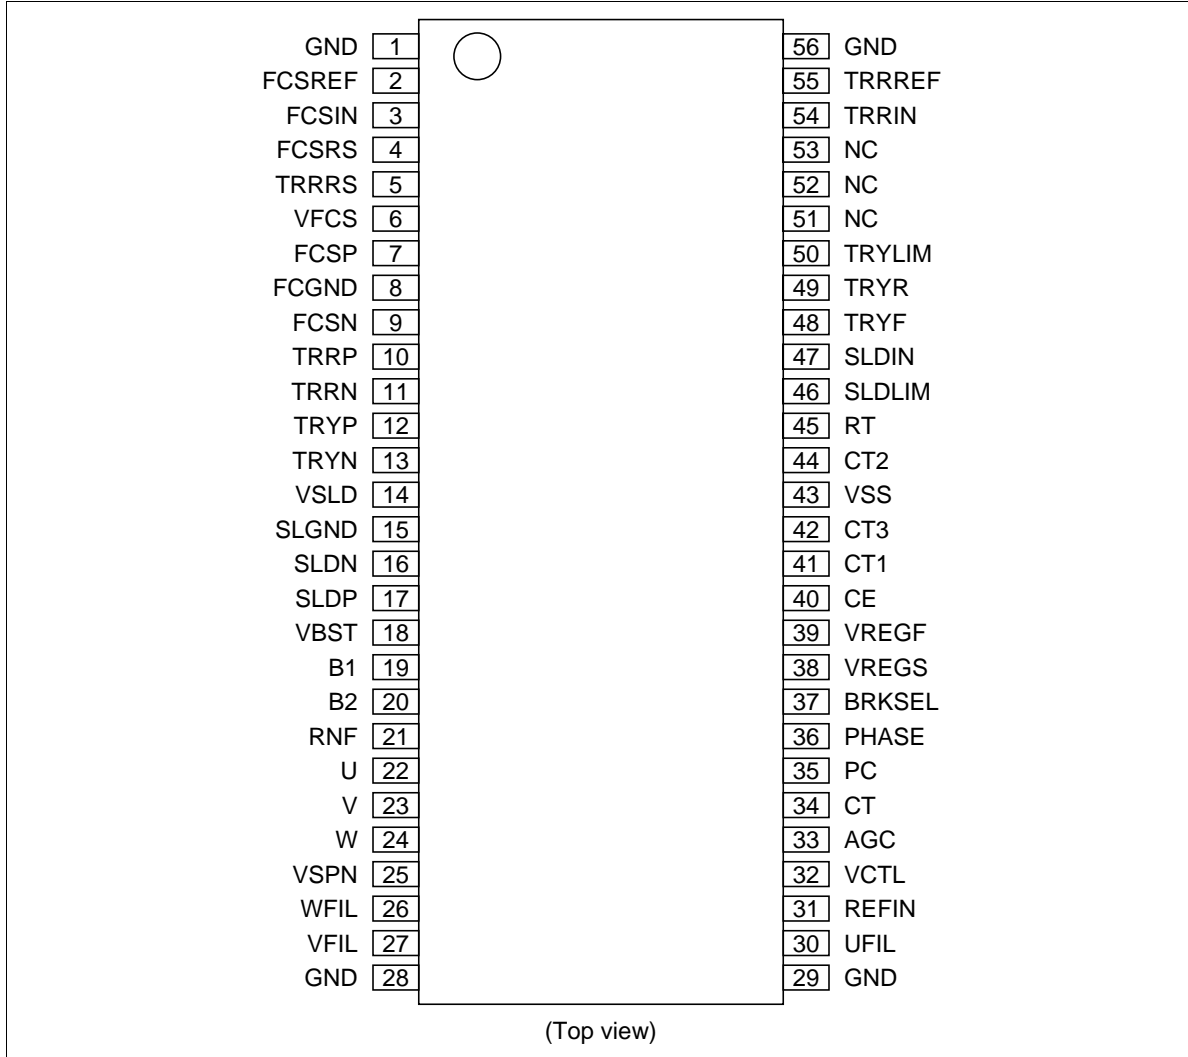 GND 1 56 GND
FCSREF 2 55 TRRREF
FCSIN 3 54 TRRIN
FCSRS 4 53 NC
TRRRS 5 52 NC
VFCS 6 51 NC
FCSP 7 50 TRYLIM
FCGND 8 49 TRYR
FCSN 9 48 TRYF
TRRP 10 47 SLDIN
TRRN 11 46 SLDLIM
TRYP 12 45 RT
TRYN 13 44 CT2
VSLD 14 43 VSS
SLGND 15 42 CT3
SLDN 16 41 CT1
SLDP 17 40 CE
VBST 18 39 VREGF
B1 19 38 VREGS
B2 20 37 BRKSEL
RNF 21 36 PHASE
U 22 35 PC
V 23 34 CT
W 24 33 AGC
VSPN 25 32 VCTL
WFIL 26 31 REFIN
VFIL 27 30 UFIL
GND 28 29 GND
(Top view)